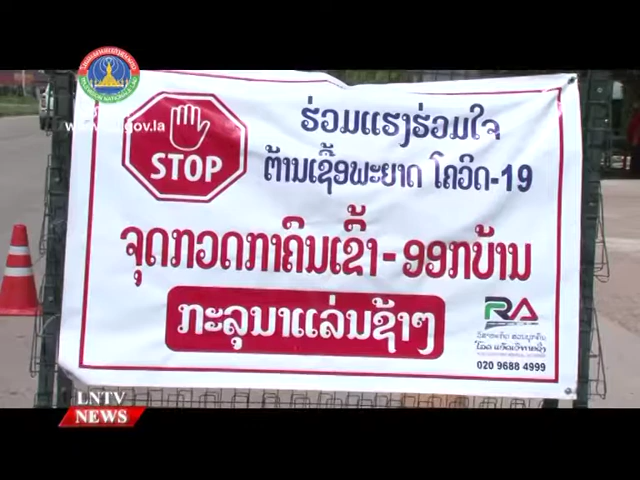 STOP
ຮ່ວມແຮງຮ່ວມໃຈ
ຕ້ານເຊື້ອພະຍາດ ໂຄວິດ-19
ຈຸດກວດກາຄົນເຂົ້າ-ອອກບ້ານ
ກະລຸນາແລ່ນຊ້າໆ
RA
020 9688 4999
LNTV
NEWS